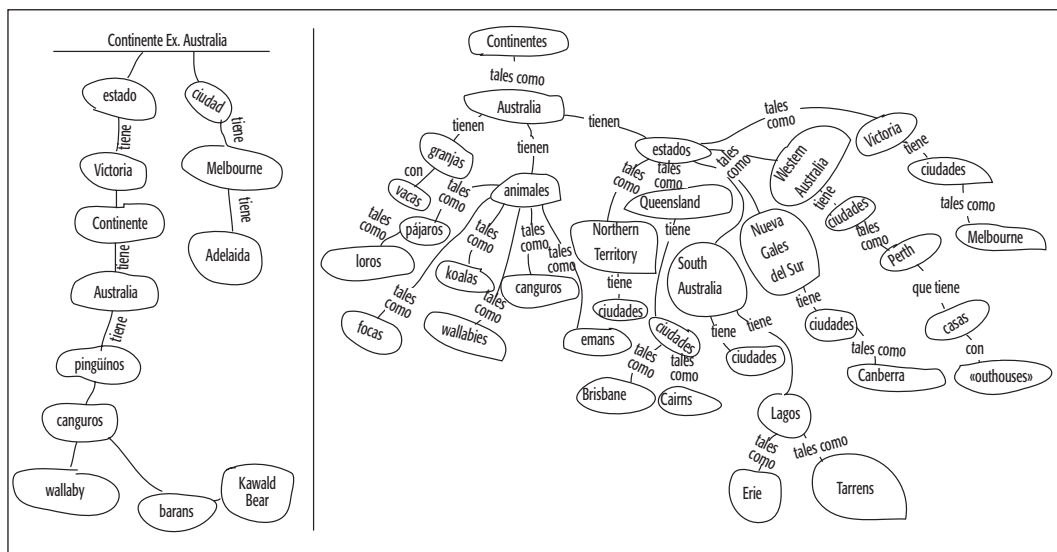 Continente Ex. Australia
estado
ciudad
tiene
tiene
Victoria
Melbourne
tiene
tiene
Continente
Adelaida
tiene
Australia
tiene
pingüínos
canguros
wallaby
barans
Kawald
Bear
Continentes
tales como
Australia
tienen
tienen
tienen
granjas
con
vacas
tales
como
pájaros
tales
como
loros
animales
tales
como
focas
tales
como
koalas
tales
como
wallabies
tales
como
canguros
tales
como
emans
estados
tales
como
Northern
Territory
tiene
ciudades
tales
como
Queensland
tiene
ciudades
tales
como
Brisbane
tales
como
Cairns
South
Australia
tiene
ciudades
tiene
Lagos
tales
como
Erie
tales como
Tarrens
tales
como
Nueva
Gales
del Sur
tiene
ciudades
tales como
Canberra
Western
Australia
tiene
ciudades
tales
como
Perth
que tiene
casas
con
«outhouses»
tales
como
Victoria
tiene
ciudades
tales como
Melbourne